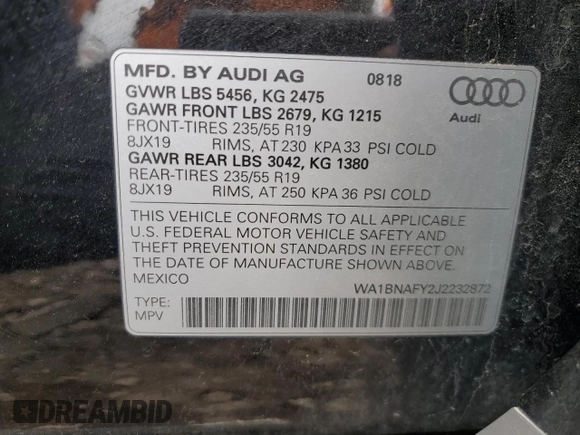 MFD. BY AUDI AG 0818
GVWR LBS 5456, KG 2475
GAWR FRONT LBS 2679, KG 1215
FRONT-TIRES 235/55 R19
8JX19 RIMS, AT 230 KPA 33 PSI COLD
GAWR REAR LBS 3042, KG 1380
REAR-TIRES 235/55 R19
8JX19 RIMS, AT 250 KPA 36 PSI COLD
Audi
THIS VEHICLE CONFORMS TO ALL APPLICABLE
U.S. FEDERAL MOTOR VEHICLE SAFETY AND
THEFT PREVENTION STANDARDS IN EFFECT ON
THE DATE OF MANUFACTURE SHOWN ABOVE.
MEXICO
WA1BNAFY2J2232872
TYPE:
MPV
DREAMBID